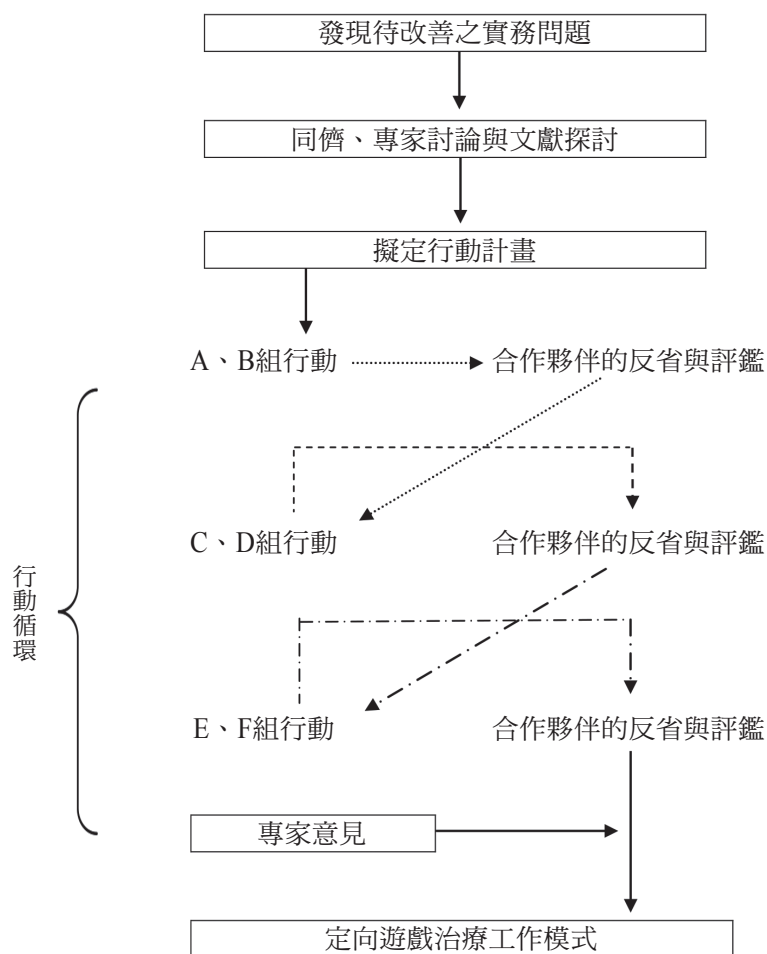 發現待改善之實務問題
同儕、專家討論與文獻探討
擬定行動計畫
A、B組行動
合作夥伴的反省與評鑑
C、D組行動
合作夥伴的反省與評鑑
行動循環
E、F組行動
合作夥伴的反省與評鑑
專家意見
定向遊戲治療工作模式